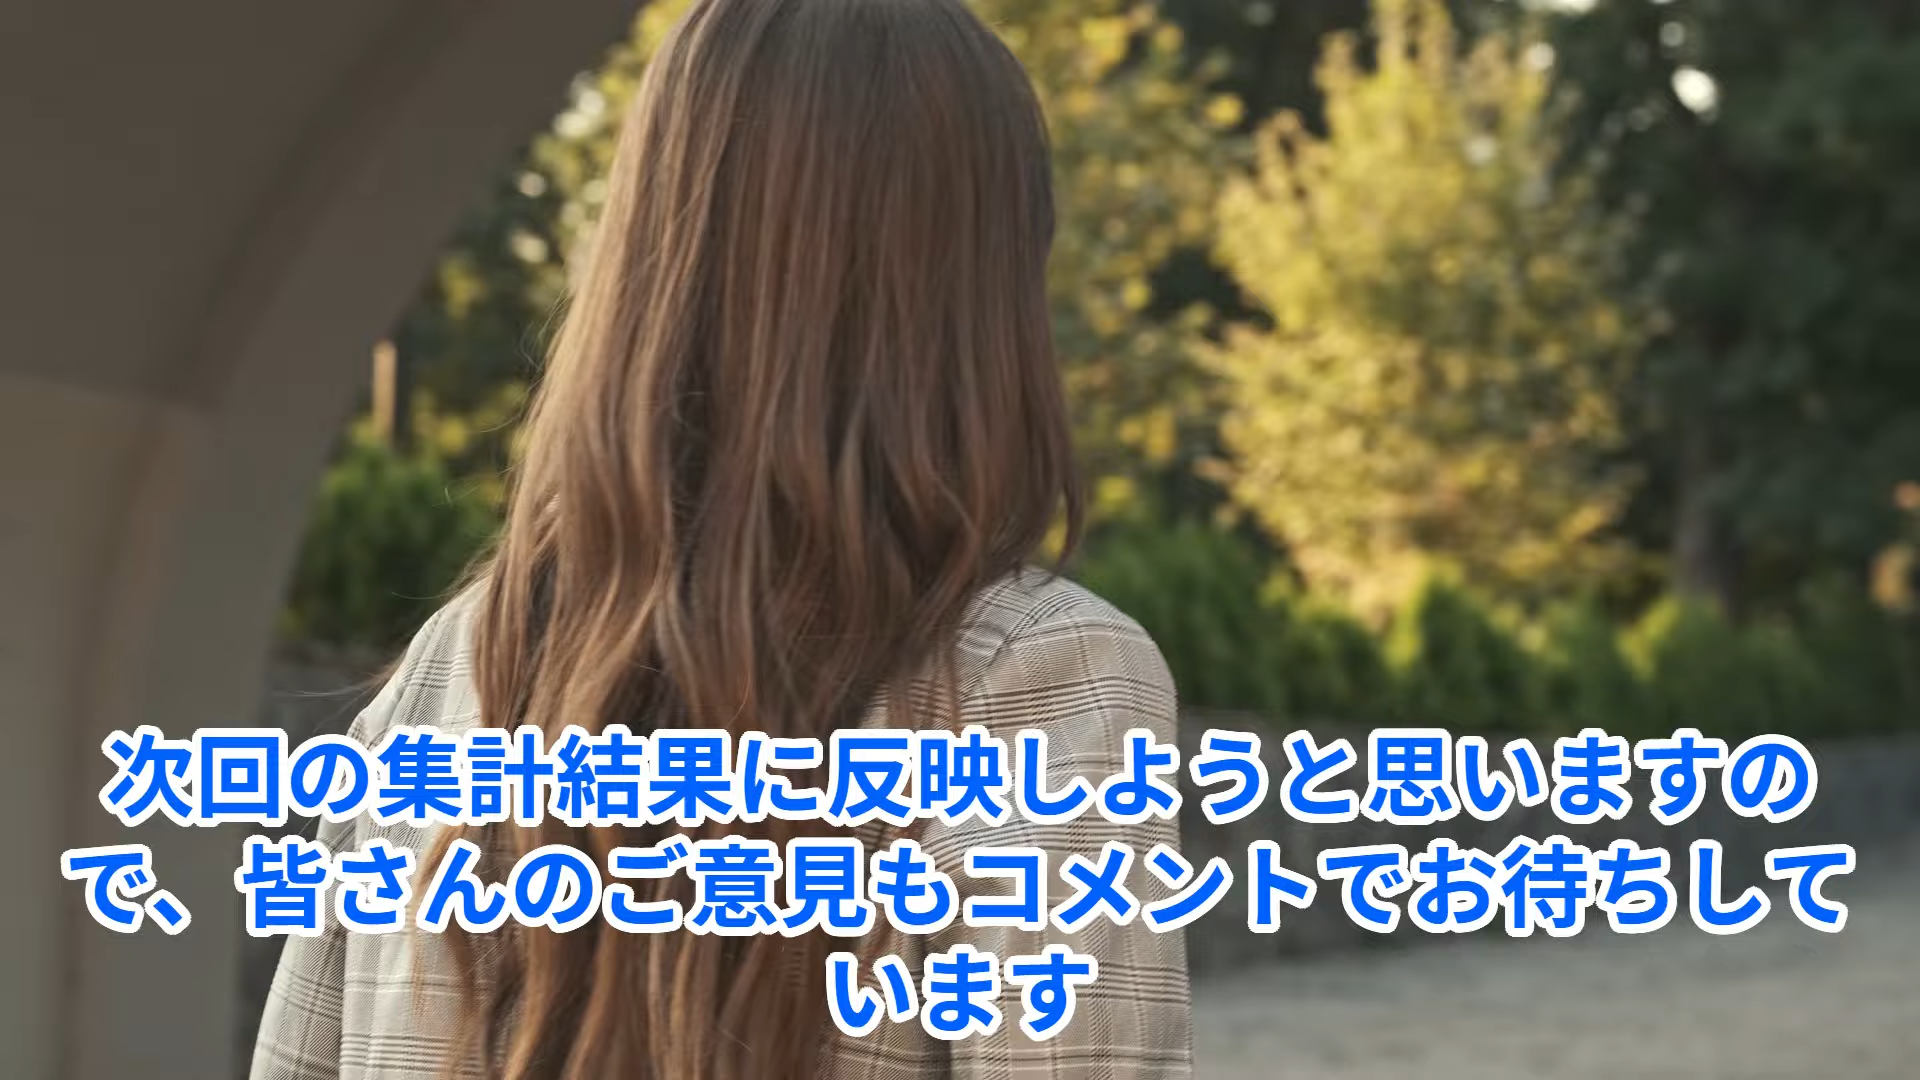 次回の集計結果に反映しようと思いますの
で、皆さんのご意見もコメントでお待ちして
います